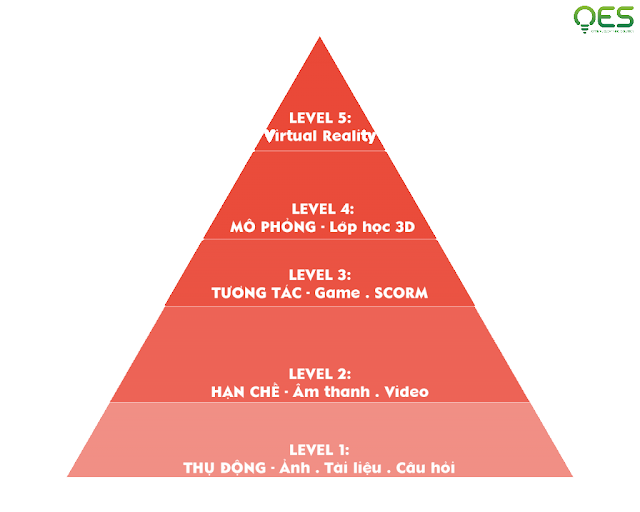 OES
LEVEL 5:
Virtual Reality
LEVEL 4:
MÔ PHỎNG - Lớp học 3D
LEVEL 3:
TƯƠNG TÁC - Game . SCORM
LEVEL 2:
HẠN CHẾ - Âm thanh . Video
LEVEL 1:
THỤ ĐỘNG - Ảnh . Tài liệu . Câu hỏi